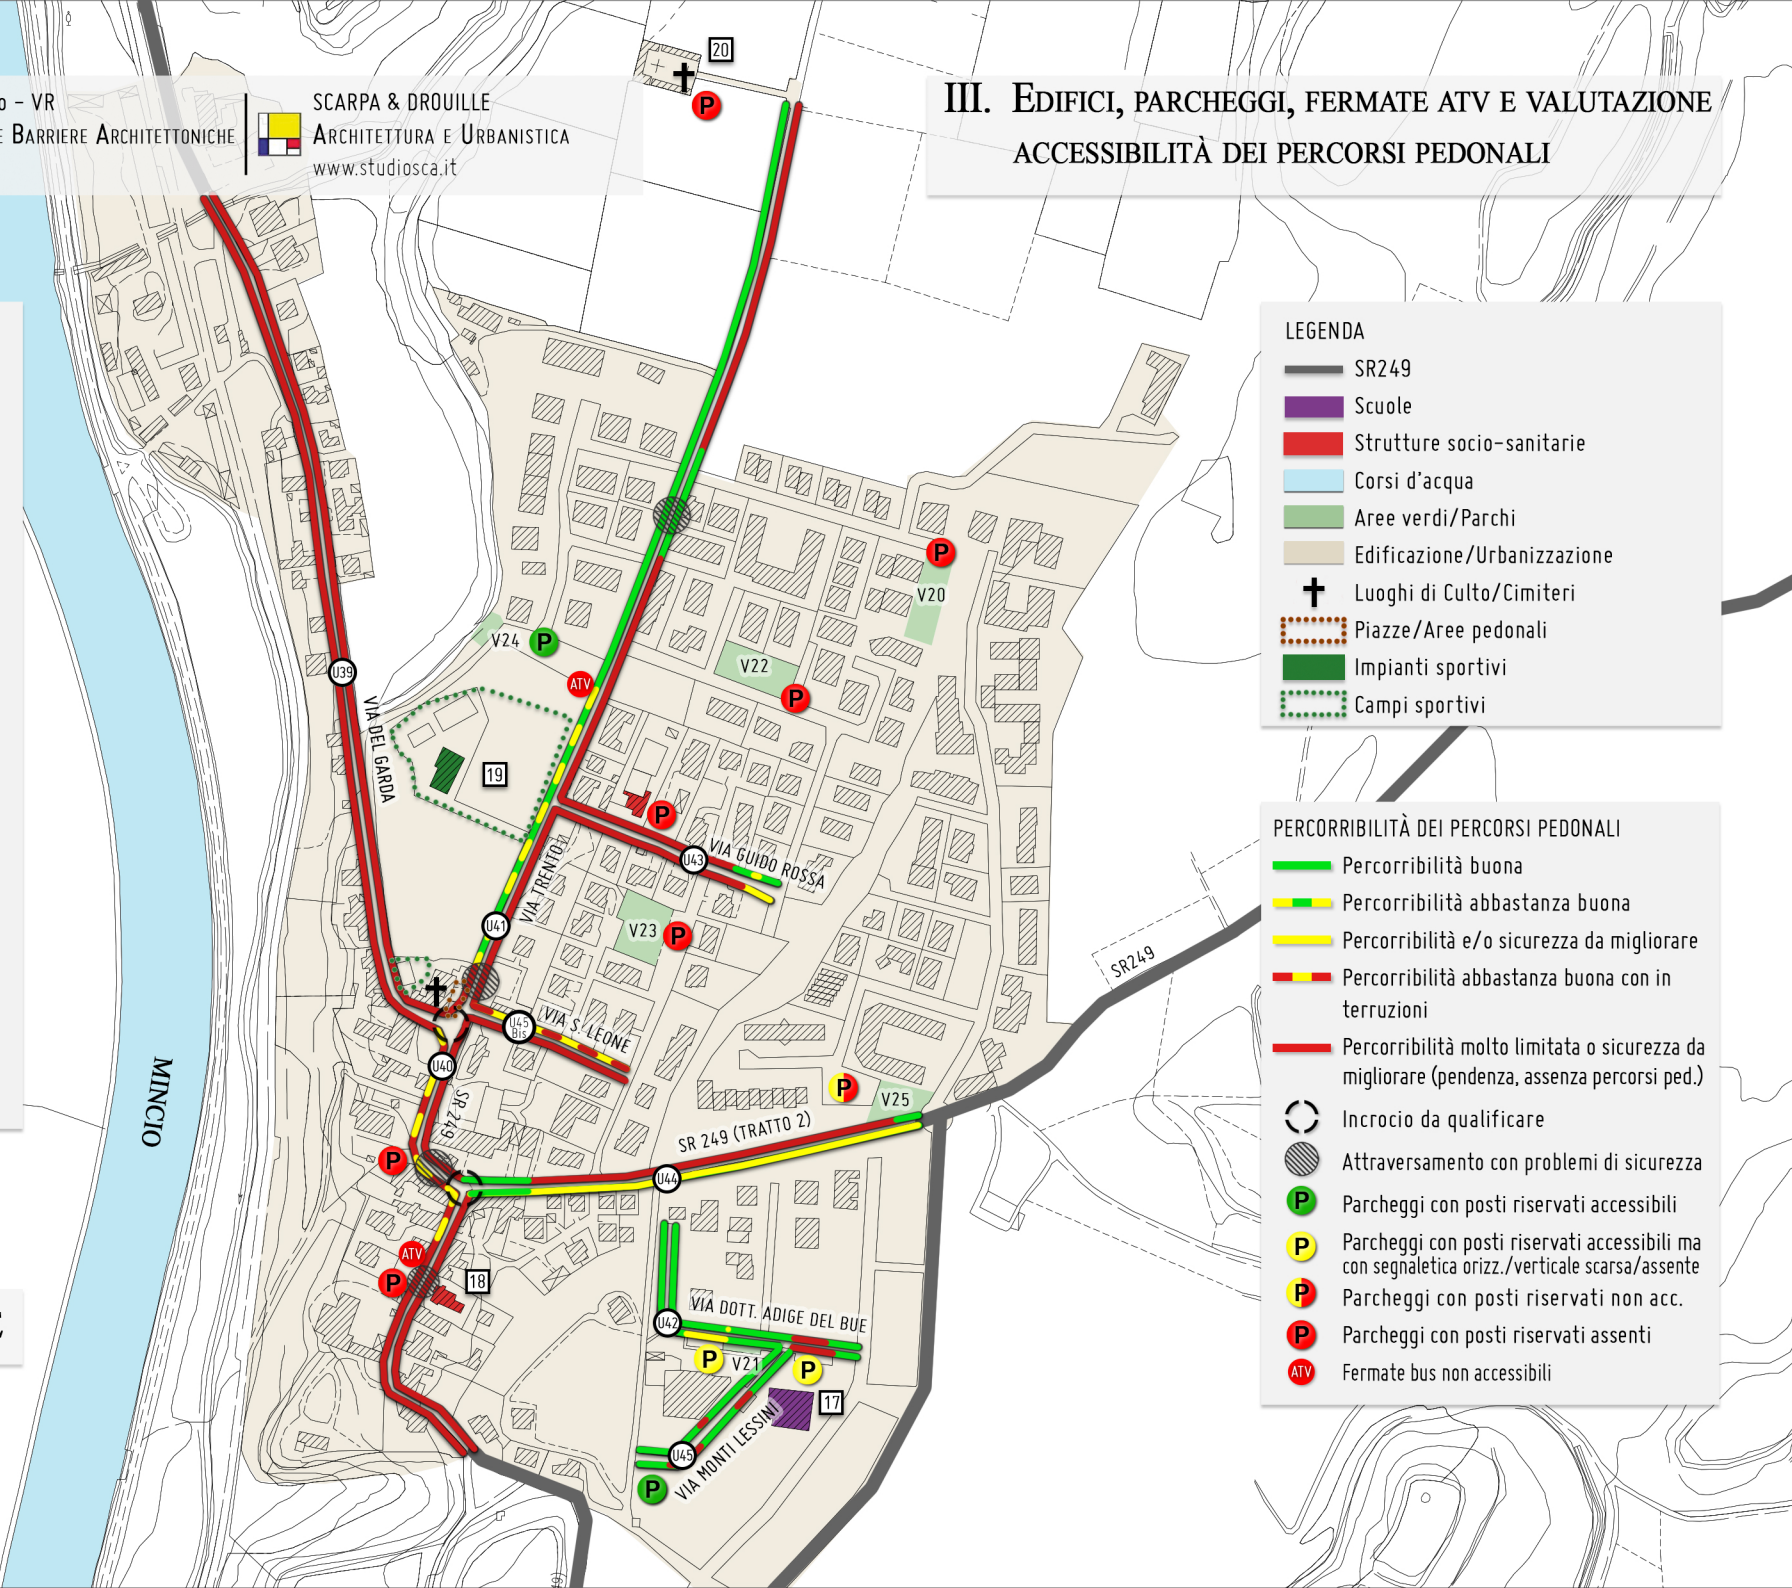 - VR
BARRIERE ARCHITETTONICHE
SCARPA & DROUILLE
ARCHITETTURA E URBANISTICA
www.studiosca.it
III. EDIFICI, PARCHEGGI, FERMATE ATV E VALUTAZIONE
ACCESSIBILITÀ DEI PERCORSI PEDONALI
20
P
LEGENDA
SR249
Scuole
Strutture socio-sanitarie
Corsi d'acqua
Aree verdi/Parchi
Edificazione/Urbanizzazione
Luoghi di Culto/Cimiteri
Piazze/Aree pedonali
Impianti sportivi
Campi sportivi
P
V20
V24
P
V22
P
U39
ATV
VIA DEL GARDA
19
P
U43
VIA GUIDO ROSSA
VIA TRENTO
U41
V23
P
SR249
U45
Bis
VIA S. LEONE
U40
MINCIO
SR 249
P
V25
SR 249 (TRATTO 2)
P
U44
ATV
P
18
VIA DOTT. ADIGE DEL BUE
U42
P
V21
P
17
VIA MONTI LESSINI
U45
P
PERCORRIBILITÀ DEI PERCORSI PEDONALI
Percorribilità buona
Percorribilità abbastanza buona
Percorribilità e/o sicurezza da migliorare
Percorribilità abbastanza buona con in
terruzioni
Percorribilità molto limitata o sicurezza da
migliorare (pendenza, assenza percorsi ped.)
Incrocio da qualificare
Attraversamento con problemi di sicurezza
P Parcheggi con posti riservati accessibili
P Parcheggi con posti riservati accessibili ma
con segnaletica orizz./verticale scarsa/assente
P Parcheggi con posti riservati non acc.
P Parcheggi con posti riservati assenti
ATV Fermate bus non accessibili